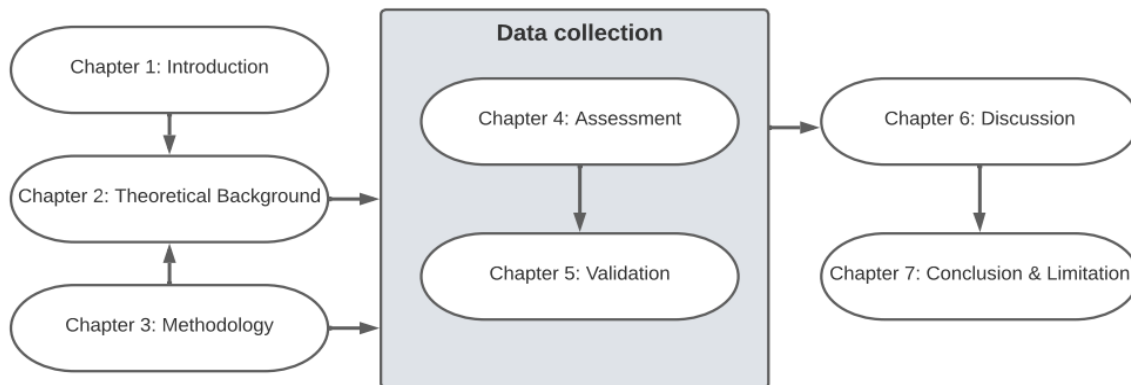 Chapter 1: Introduction
Chapter 2: Theoretical Background
Chapter 3: Methodology
Data collection
Chapter 4: Assessment
Chapter 5: Validation
Chapter 6: Discussion
Chapter 7: Conclusion & Limitation